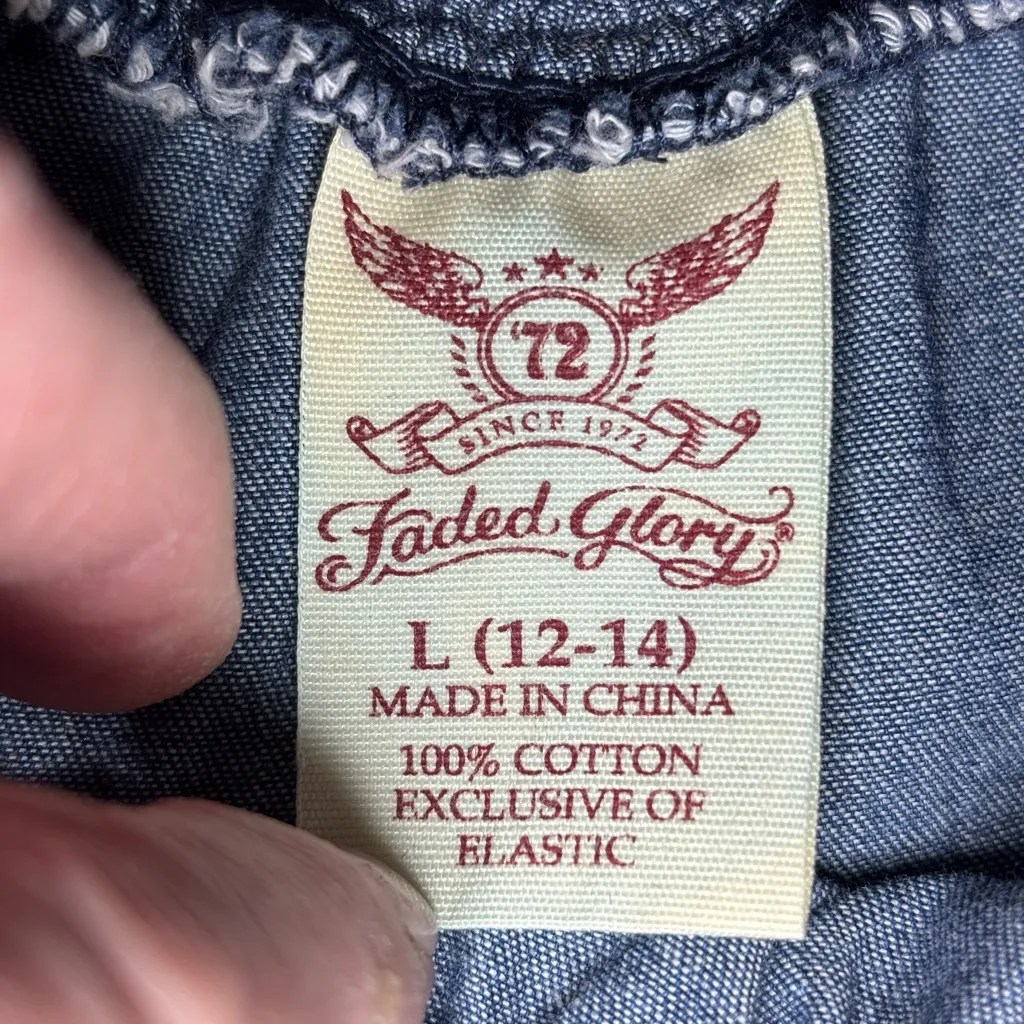 '72
SINCE 1972
Faded Glory®
L (12-14)
MADE IN CHINA
100% COTTON
EXCLUSIVE OF
ELASTIC